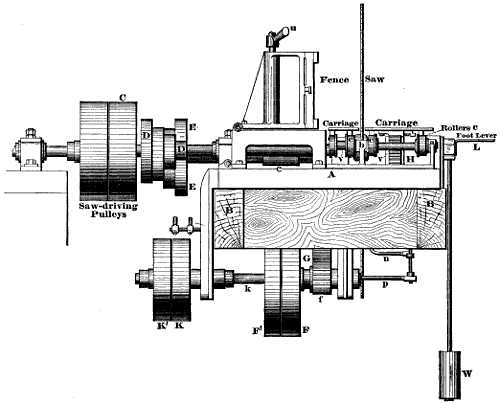 u
Fence
Saw
C
Carriage
Carriage
Rollers C
Foot Lever
L
E
D
D
b
v
v
H
c
A
E
Saw-driving
Pulleys
B
B
G
u
k
f
p
K' K
F' F
W